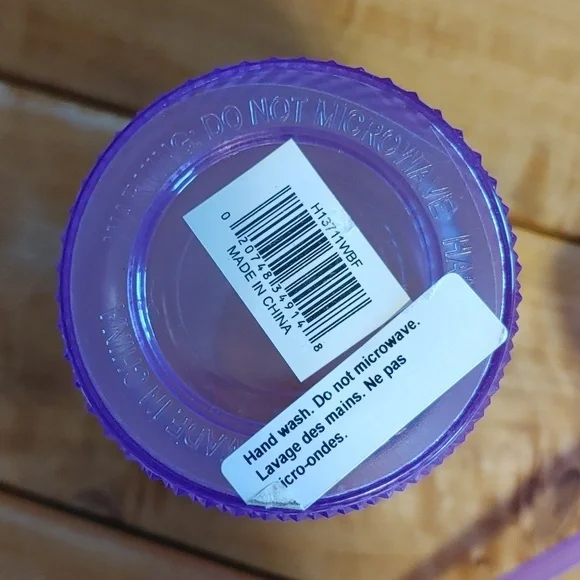 WARNING: DO NOT MICROWAVE HA
MADE IN CHINA
H13711WBF
0 20748 34914 8
MADE IN CHINA
Hand wash. Do not microwave.
Lavage des mains. Ne pas
icro-ondes.